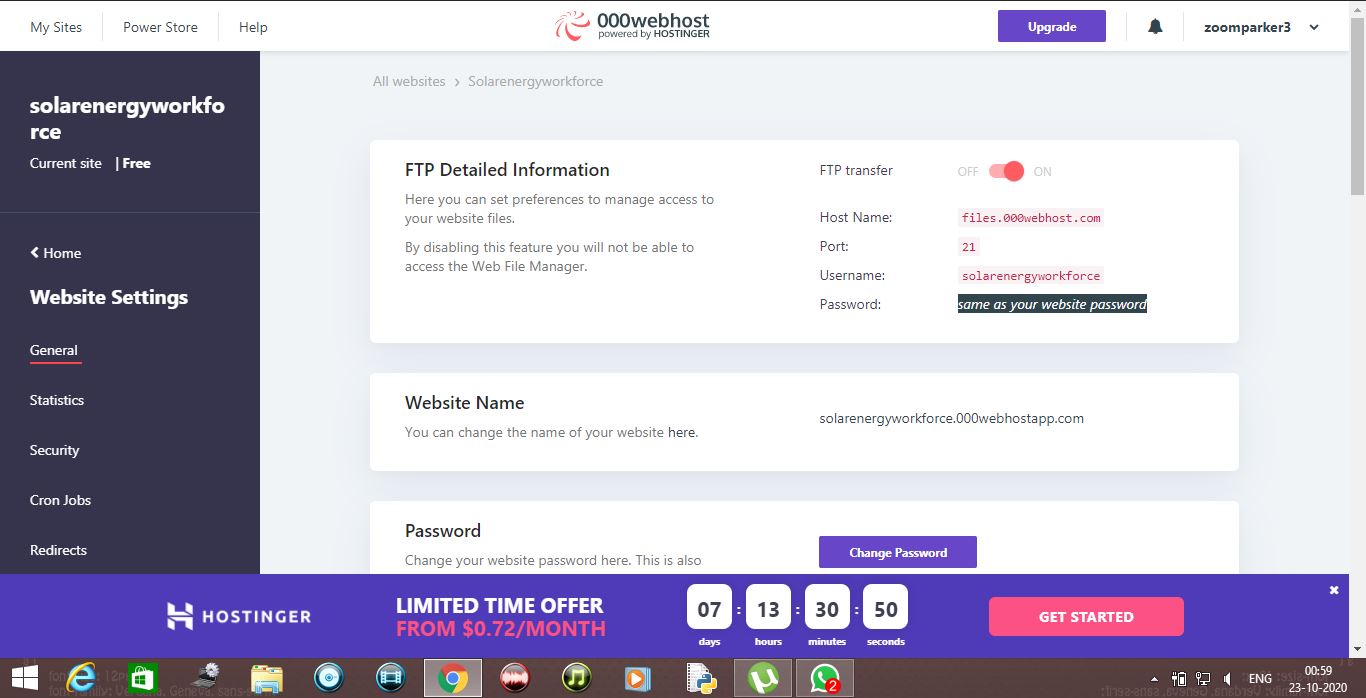 My Sites
Power Store
Help
000webhost
powered by HOSTINGER
Upgrade
zoomparker3
solarenergyworkfo
rce
Current site | Free
Home
Website Settings
General
Statistics
Security
Cron Jobs
Redirects
All websites > Solarenergyworkforce
FTP Detailed Information
Here you can set preferences to manage access to
your website files.
By disabling this feature you will not be able to
access the Web File Manager.
FTP transfer OFF ON
Host Name: files.000webhost.com
Port: 21
Username: solarenergyworkforce
Password: same as your website password
Website Name
You can change the name of your website here.
solarenergyworkforce.000webhostapp.com
Password
Change your website password here. This is also
Change Password
HOSTINGER
LIMITED TIME OFFER
FROM $0.72/MONTH
07 : 13 : 30 : 50
days hours minutes seconds
GET STARTED
2
ENG
00:59
23-10-2020